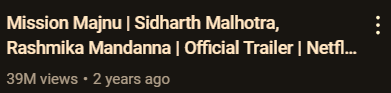 Mission Majnu | Sidharth Malhotra,
Rashmika Mandanna | Official Trailer | Netfl...
39M views • 2 years ago